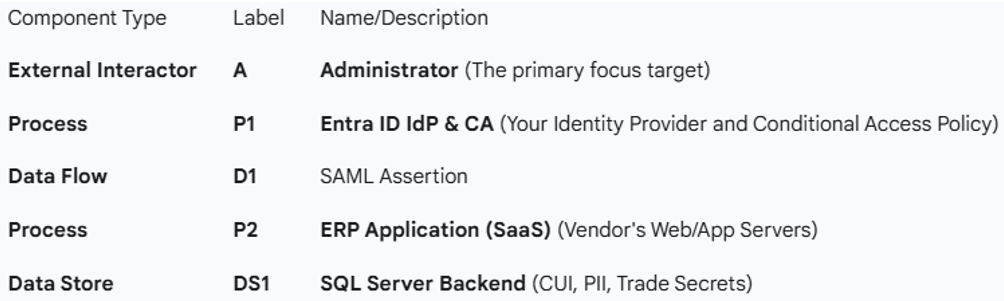 Component Type Label Name/Description
External Interactor A Administrator (The primary focus target)
Process P1 Entra ID IdP & CA (Your Identity Provider and Conditional Access Policy)
Data Flow D1 SAML Assertion
Process P2 ERP Application (SaaS) (Vendor's Web/App Servers)
Data Store DS1 SQL Server Backend (CUI, PII, Trade Secrets)